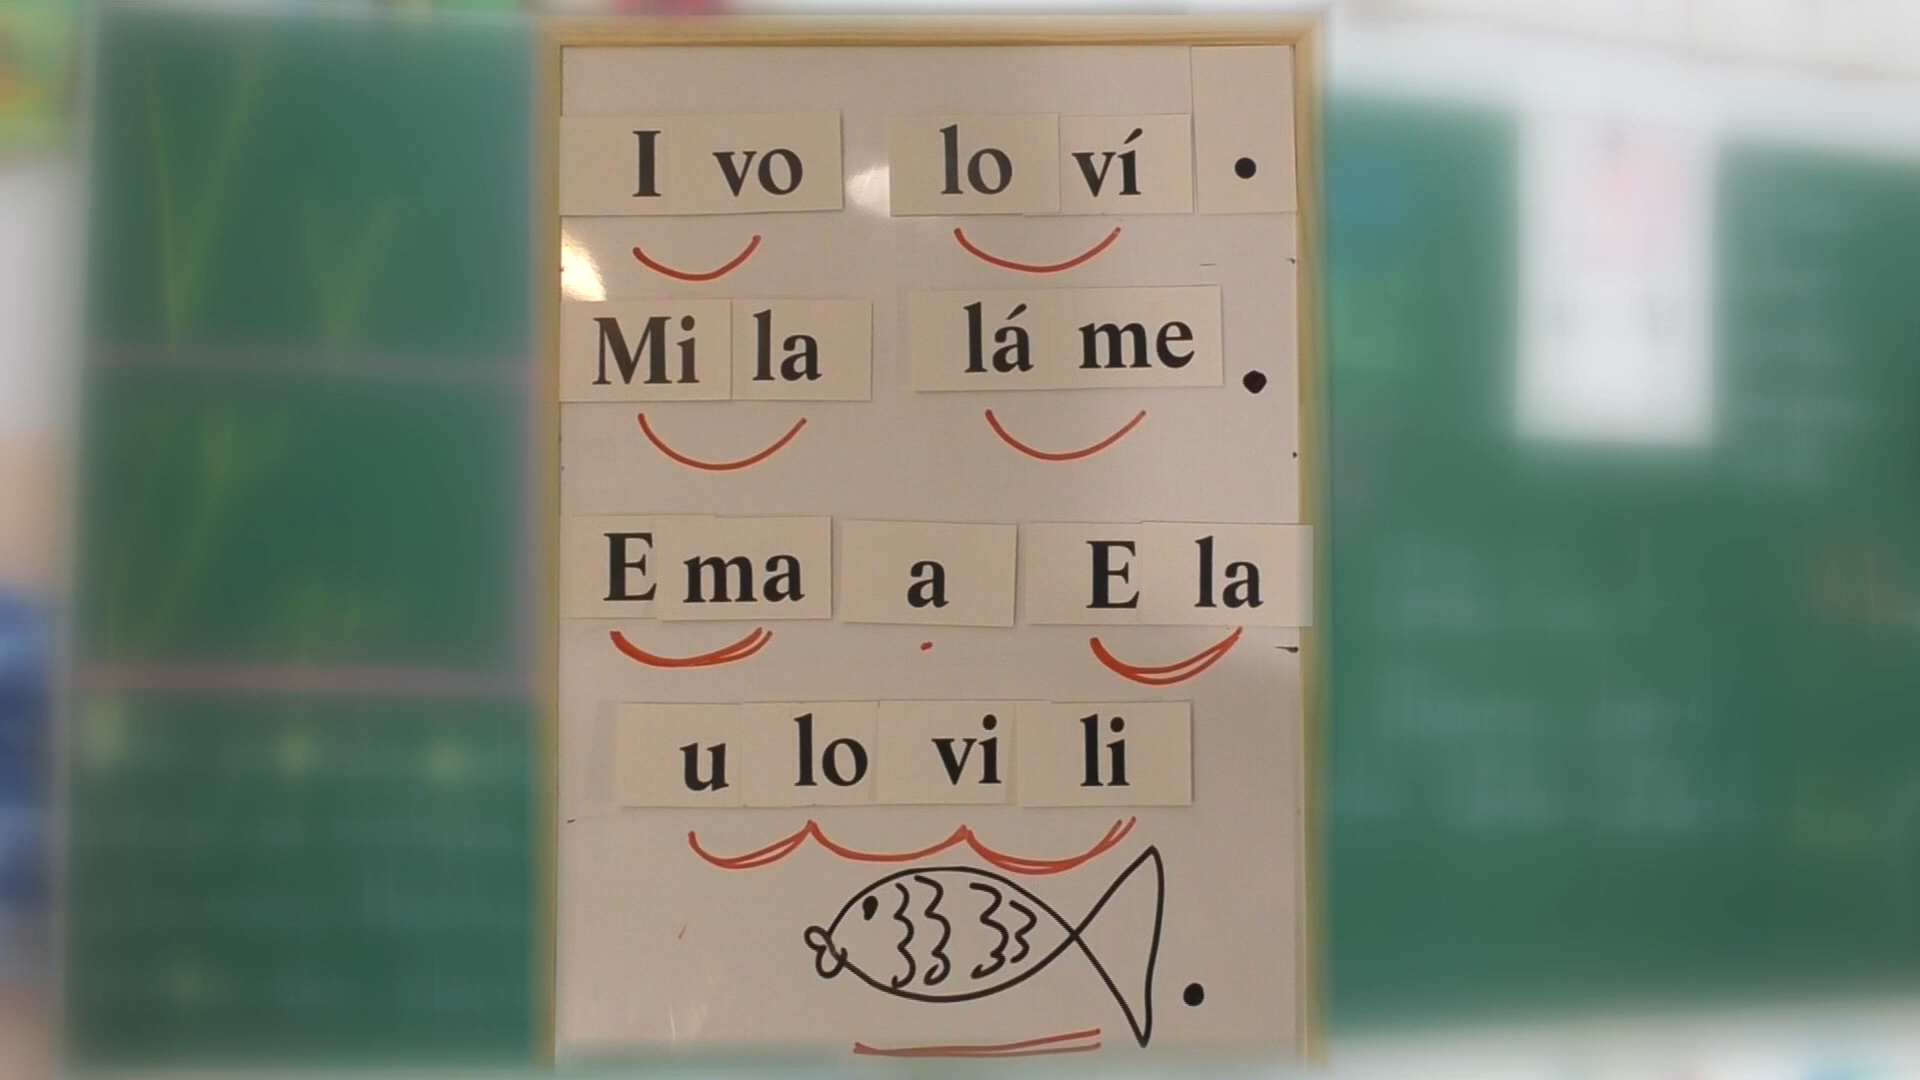 I vo lo ví .
Mi la lá me .
E ma a E la
u lo vi li
.